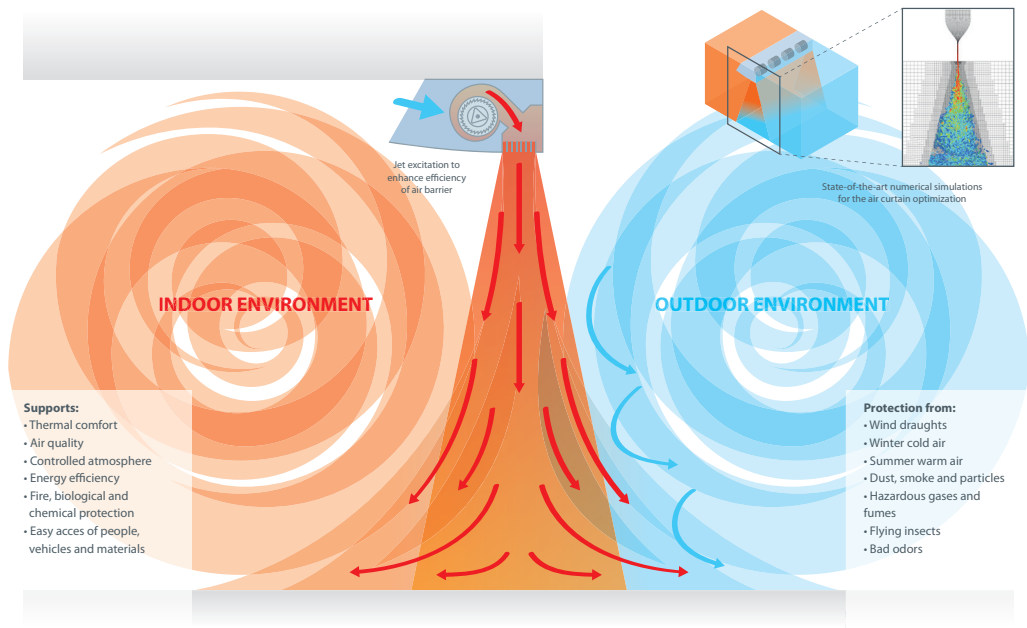 Jet excitation to
enhance efficiency
of air barrier
State-of-the-art numerical simulations
for the air curtain optimization
INDOOR ENVIRONMENT
OUTDOOR ENVIRONMENT
Supports:
• Thermal comfort
• Air quality
• Controlled atmosphere
• Energy efficiency
• Fire, biological and
chemical protection
• Easy acces of people,
vehicles and materials
Protection from:
• Wind draughts
• Winter cold air
• Summer warm air
• Dust, smoke and particles
• Hazardous gases and
fumes
• Flying insects
• Bad odors